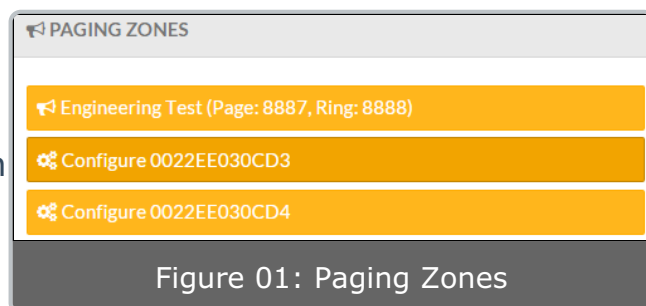 PAGING ZONES
Engineering Test (Page: 8887, Ring: 8888)
Configure 0022EE030CD3
Configure 0022EE030CD4
Figure 01: Paging Zones